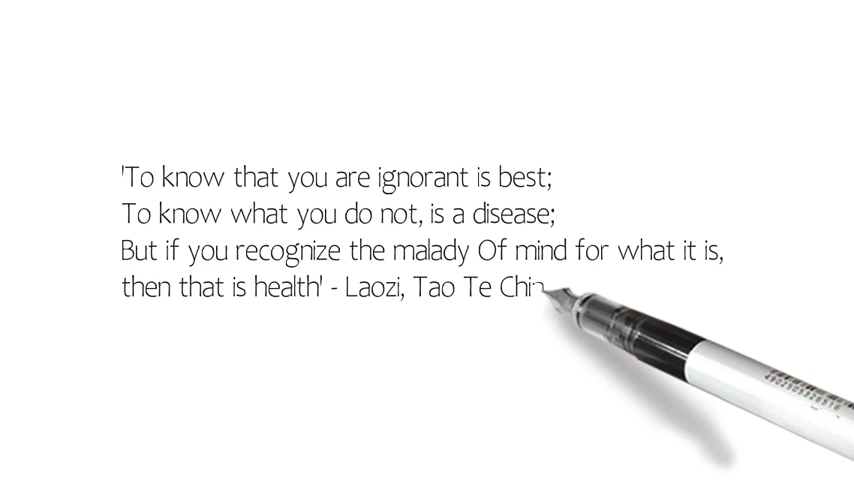 'To know that you are ignorant is best;
To know what you do not, is a disease;
But if you recognize the malady Of mind for what it is,
then that is health' - Laozi, Tao Te Chin